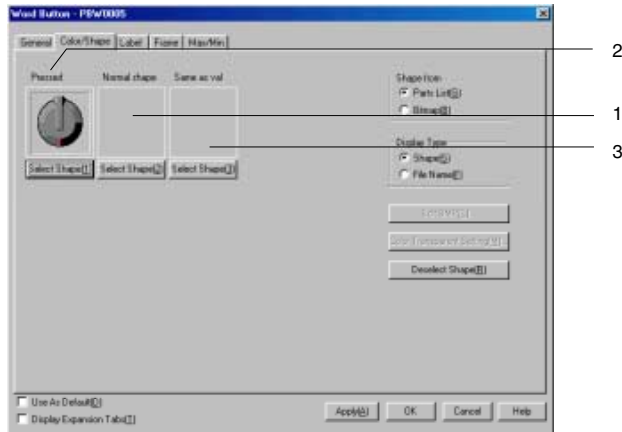 Word Button - PBW0005
General Color/Shape Label Frame Max/Min
Pressed Normal shape Same as val
Select Shape(1) Select Shape(2) Select Shape(3)
Shape from
Parts List(S)
Bitmap(B)
Display Type
Shape(S)
File Name(F)
Deselect Shape(R)
Use As Default(D)
Display Expansion Tabs(T)
Apply(A) OK Cancel Help
2
1
3